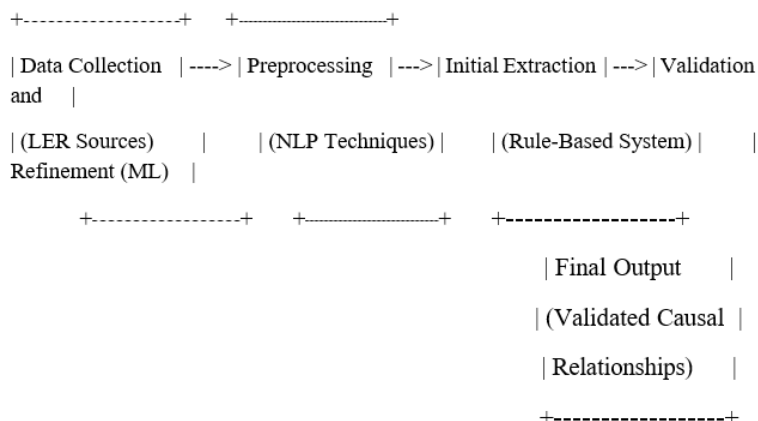 +-------------------+ +-------------------------------+
| Data Collection | ----> | Preprocessing | ---> | Initial Extraction | ---> | Validation
and |
| (LER Sources) | | (NLP Techniques) | | (Rule-Based System) | |
Refinement (ML) |
+------------------+ +----------------------------+ +------------------+
| Final Output |
| (Validated Causal |
| Relationships) |
+------------------+